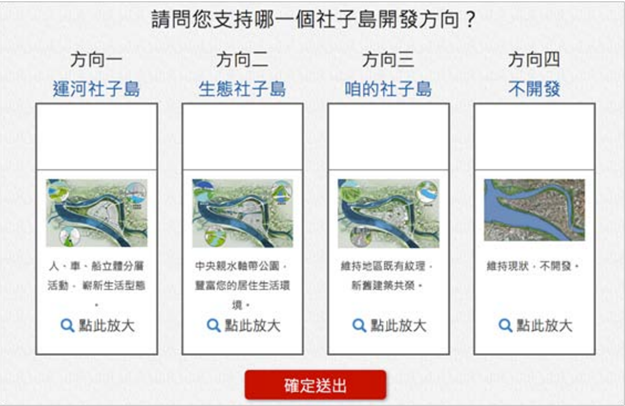 請問您支持哪一個社子島開發方向？
方向一
運河社子島
人、車、船立體分層
活動，嶄新生活型態
。
點此放大
方向二
生態社子島
中央親水軸帶公園，
豐富您的居住生活環
境。
點此放大
方向三
咱的社子島
維持地區既有紋理，
新舊建築共榮。
點此放大
方向四
不開發
維持現狀，不開發。
點此放大
確定送出